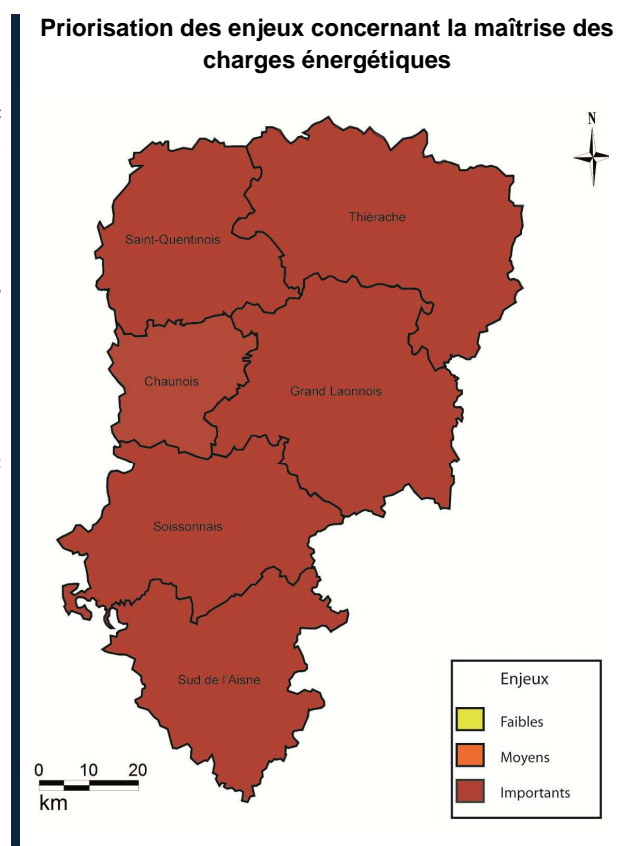 Priorisation des enjeux concernant la maîtrise des
charges énergétiques
N
Thiérache
Saint-Quentinois
Chaunois
Grand Laonnois
Soissonnais
Sud de l'Aisne
Enjeux
Faibles
Moyens
Importants
0 10 20
km